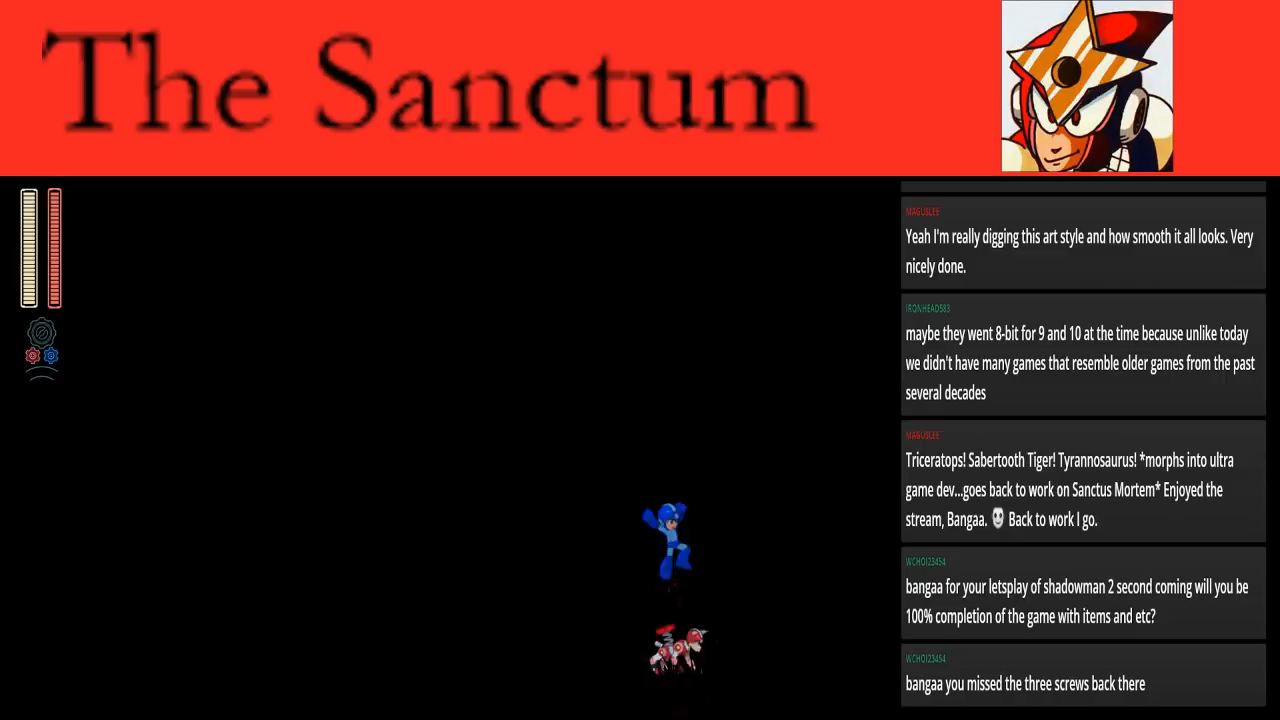 The Sanctum
MAGUSLEE
Yeah I'm really digging this art style and how smooth it all looks. Very
nicely done.
IRONHEAD583
maybe they went 8-bit for 9 and 10 at the time because unlike today
we didn't have many games that resemble older games from the past
several decades
MAGUSLEE
Triceratops! Sabertooth Tiger! Tyrannosaurus! *morphs into ultra
game dev...goes back to work on Sanctus Mortem* Enjoyed the
stream, Bangaa. Back to work I go.
WCHOI23454
bangaa for your letsplay of shadowman 2 second coming will you be
100% completion of the game with items and etc?
WCHOI23454
bangaa you missed the three screws back there